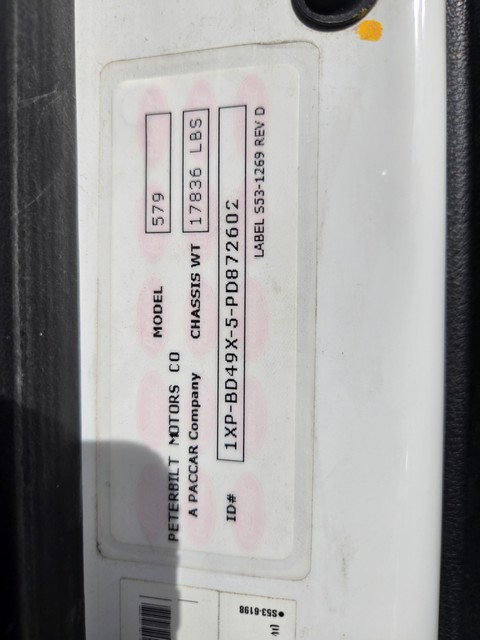 PETERBILT MOTORS CO MODEL 579
A PACCAR Company CHASSIS WT 17836 LBS
ID# 1XP-BD49X-5-PD872602
LABEL S53-1269 REV D
●S53-6198